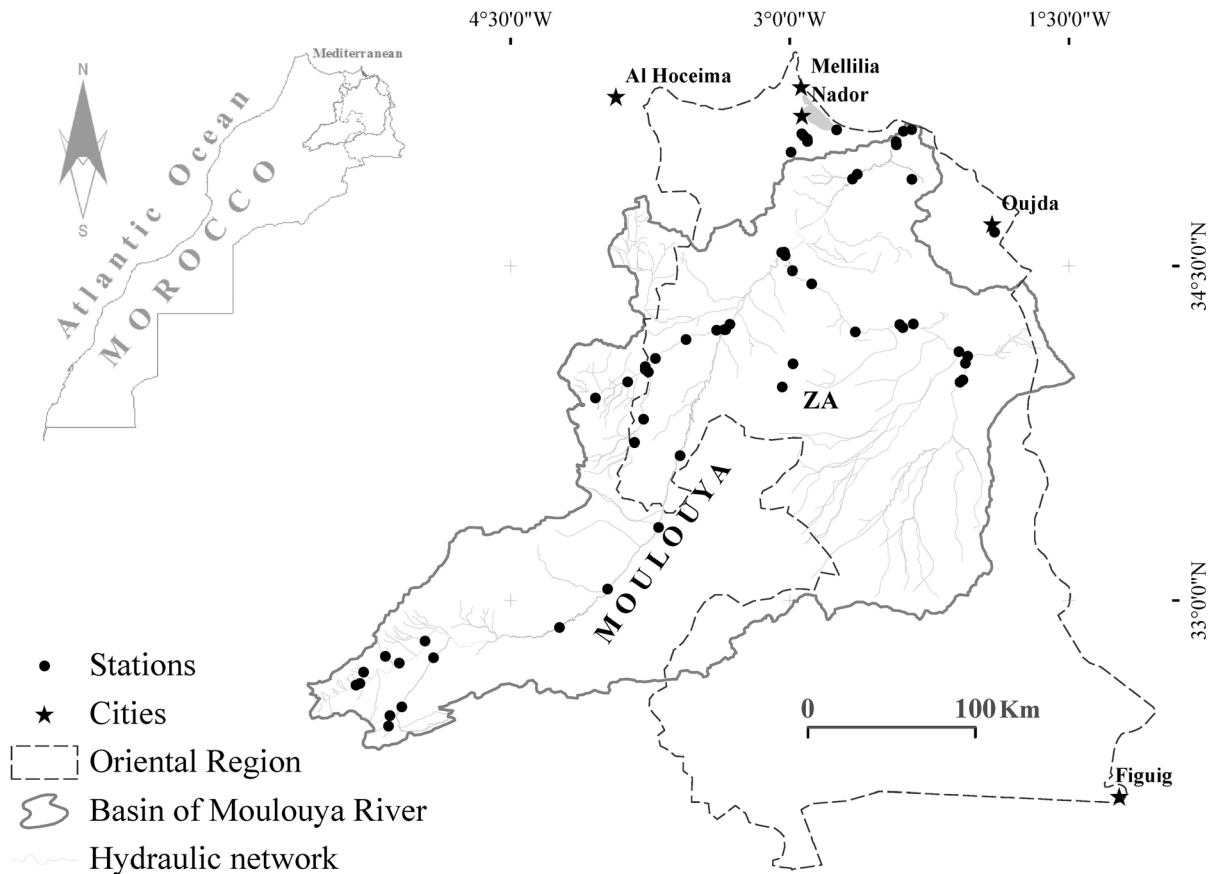 4°30'0"W
3°0'0"W
1°30'0"W
Mediterranean
N
S
Atlantic Ocean
MOROCCO
Al Hoceima
Mellilia
Nador
Oujda
34°30'0"N
ZA
MOULOUYA
33°0'0"N
Stations
Cities
Oriental Region
Basin of Moulouya River
Hydraulic network
0 100 Km
Figuig